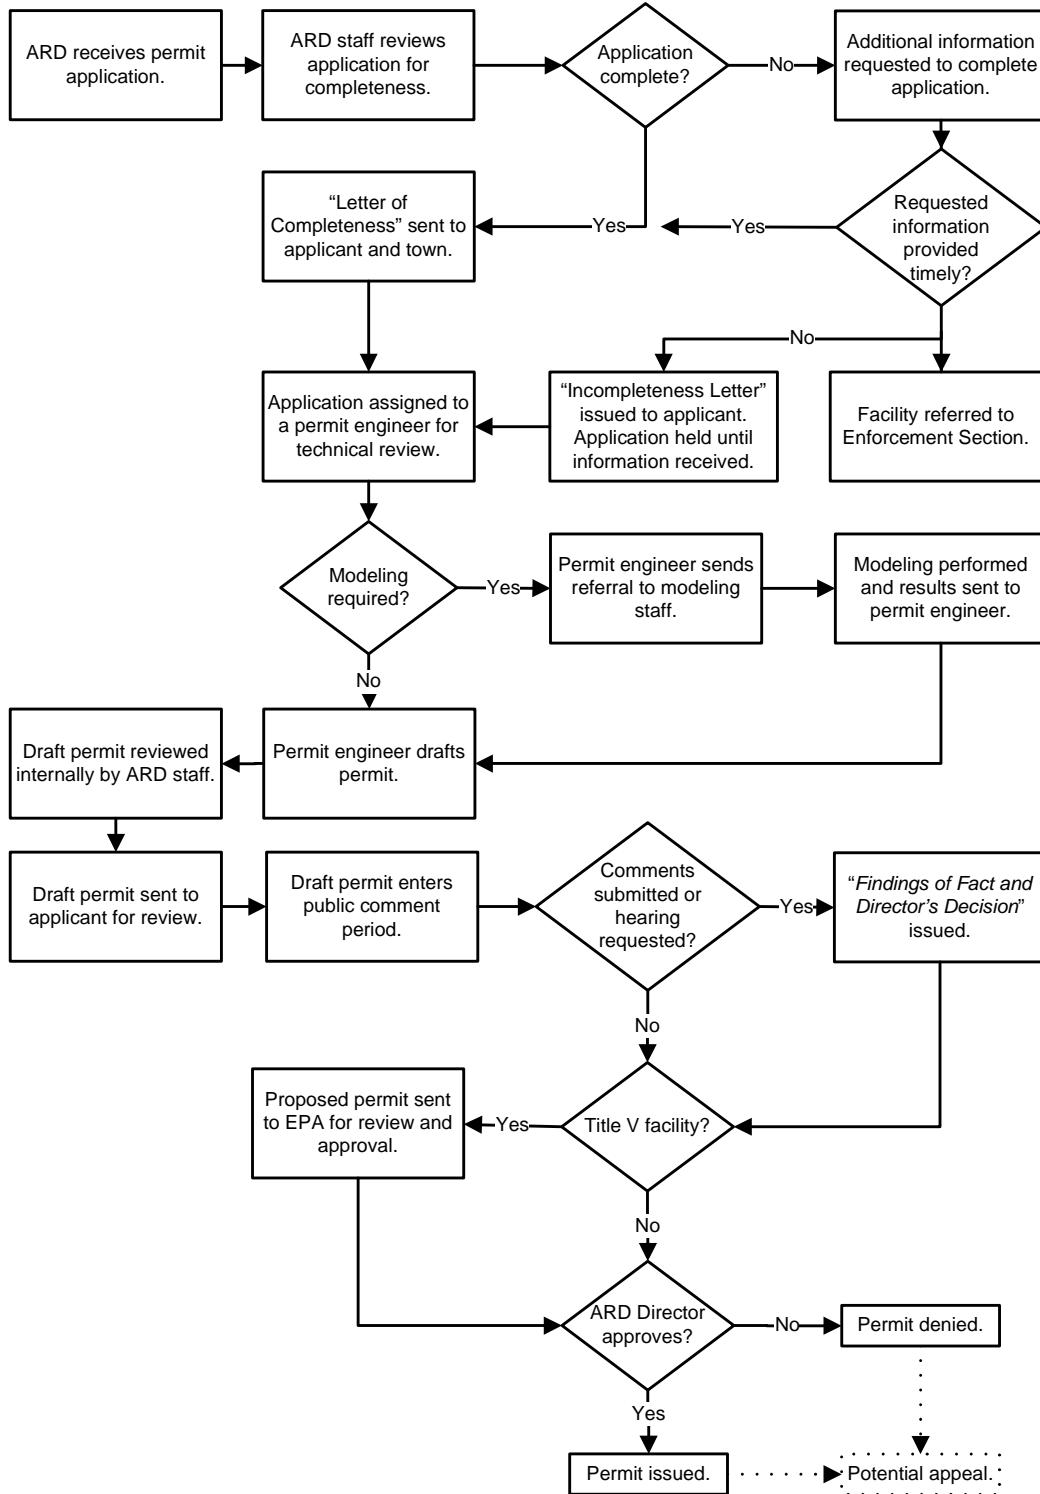 ARD receives permit
application.
ARD staff reviews
application for
completeness.
Application
complete?
No
Additional information
requested to complete
application.
“Letter of
Completeness” sent to
applicant and town.
Yes
Yes
Requested
information
provided
timely?
No
Application assigned to
a permit engineer for
technical review.
“Incompleteness Letter”
issued to applicant.
Application held until
information received.
Facility referred to
Enforcement Section.
Modeling
required?
Yes
Permit engineer sends
referral to modeling
staff.
Modeling performed
and results sent to
permit engineer.
No
Draft permit reviewed
internally by ARD staff.
Permit engineer drafts
permit.
Draft permit sent to
applicant for review.
Draft permit enters
public comment
period.
Comments
submitted or
hearing
requested?
Yes
“Findings of Fact and
Director’s Decision”
issued.
No
Proposed permit sent
to EPA for review and
approval.
Yes
Title V facility?
No
ARD Director
approves?
No
Permit denied.
Yes
Permit issued.
Potential appeal.